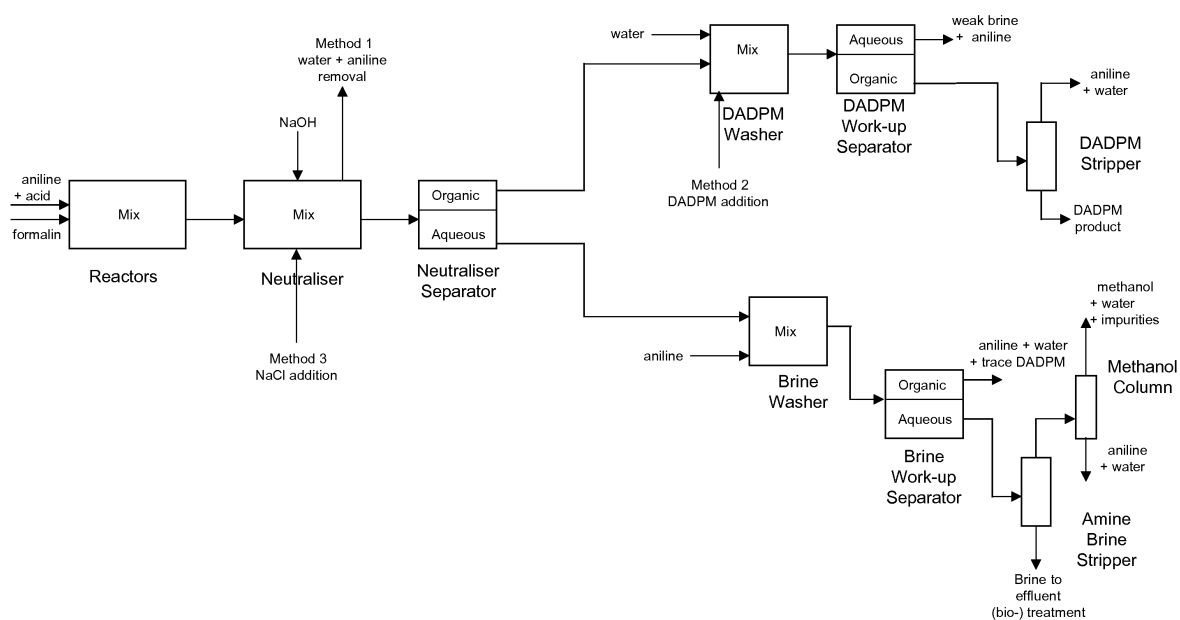 Method 1
water + aniline
removal
NaOH
aniline
+ acid
formalin
Mix
Reactors
Mix
Neutraliser
Method 3
NaCl addition
Organic
Aqueous
Neutraliser
Separator
water
Mix
DADPM
Washer
Method 2
DADPM addition
Aqueous
Organic
DADPM
Work-up
Separator
weak brine
+ aniline
aniline
+ water
DADPM
Stripper
DADPM
product
aniline
Mix
Brine
Washer
Organic
Aqueous
Brine
Work-up
Separator
aniline + water
+ trace DADPM
methanol
+ water
+ impurities
Methanol
Column
aniline
+ water
Amine
Brine
Stripper
Brine to
effluent
(bio-) treatment